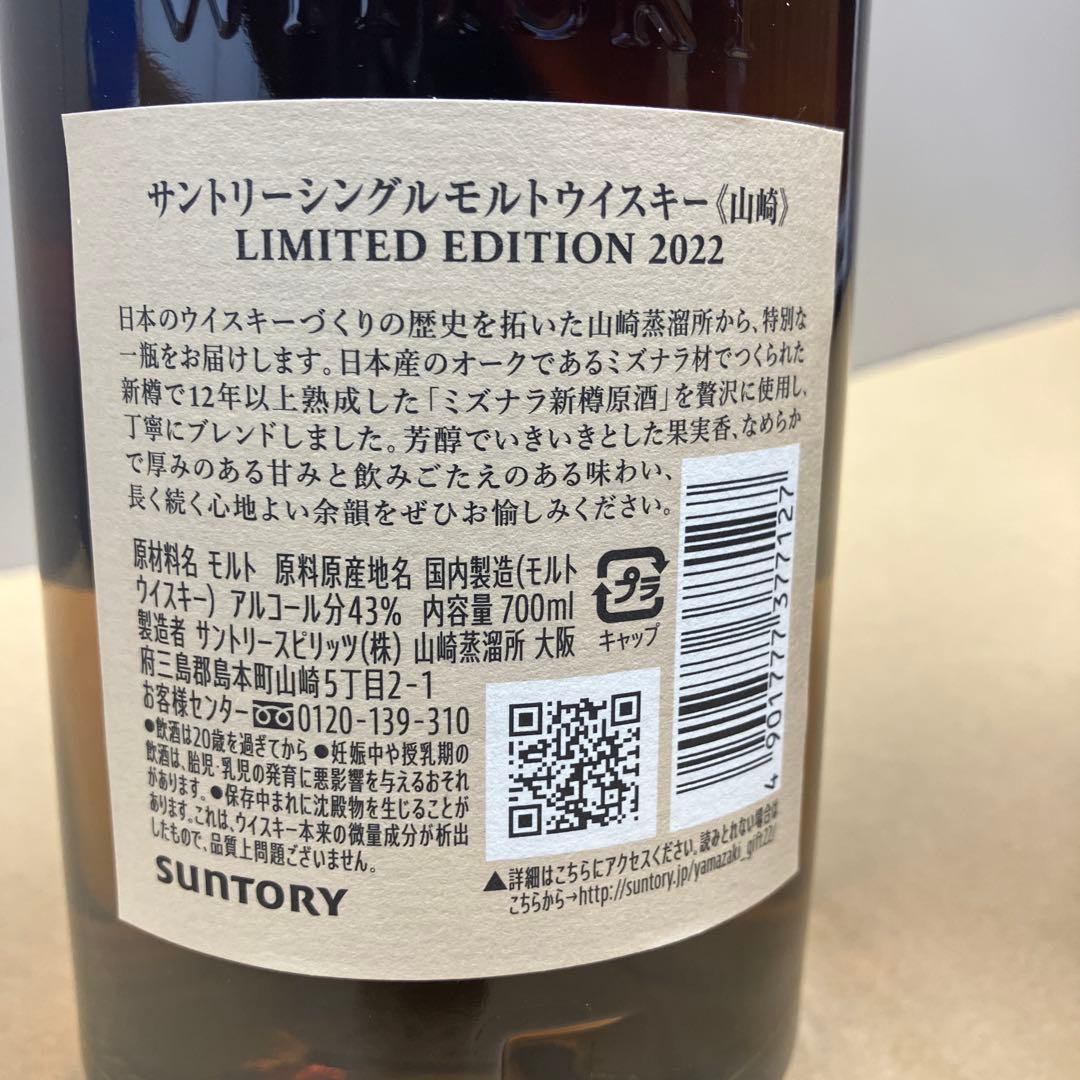 サントリーシングルモルトウイスキー《山崎》
LIMITED EDITION 2022
日本のウイスキーづくりの歴史を拓いた山崎蒸溜所から、特別な
一瓶をお届けします。日本産のオークであるミズナラ材でつくられた
新樽で12年以上熟成した「ミズナラ新樽原酒」を贅沢に使用し、
丁寧にブレンドしました。芳醇でいきいきとした果実香、なめらか
で厚みのある甘みと飲みごたえのある味わい、
長く続く心地よい余韻をぜひお愉しみください。
原材料名 モルト 原料原産地名 国内製造(モルト
ウイスキー) アルコール分43% 内容量700ml
製造者 サントリースピリッツ(株) 山崎蒸溜所 大阪
府三島郡島本町山崎5丁目2-1
お客様センター 0120-139-310
●飲酒は20歳を過ぎてから ●妊娠中や授乳期の
飲酒は、胎児・乳児の発育に悪影響を与えるおそれ
があります。●保存中まれに沈殿物を生じることが
あります。これは、ウイスキー本来の微量成分が析出
したもので、品質上問題ございません。
SUNTORY
プラ
キャップ
4 901777 377127
▲詳細はこちらにアクセスください。読みとれない場合は
こちらから→http://suntory.jp/yamazaki_gift22/